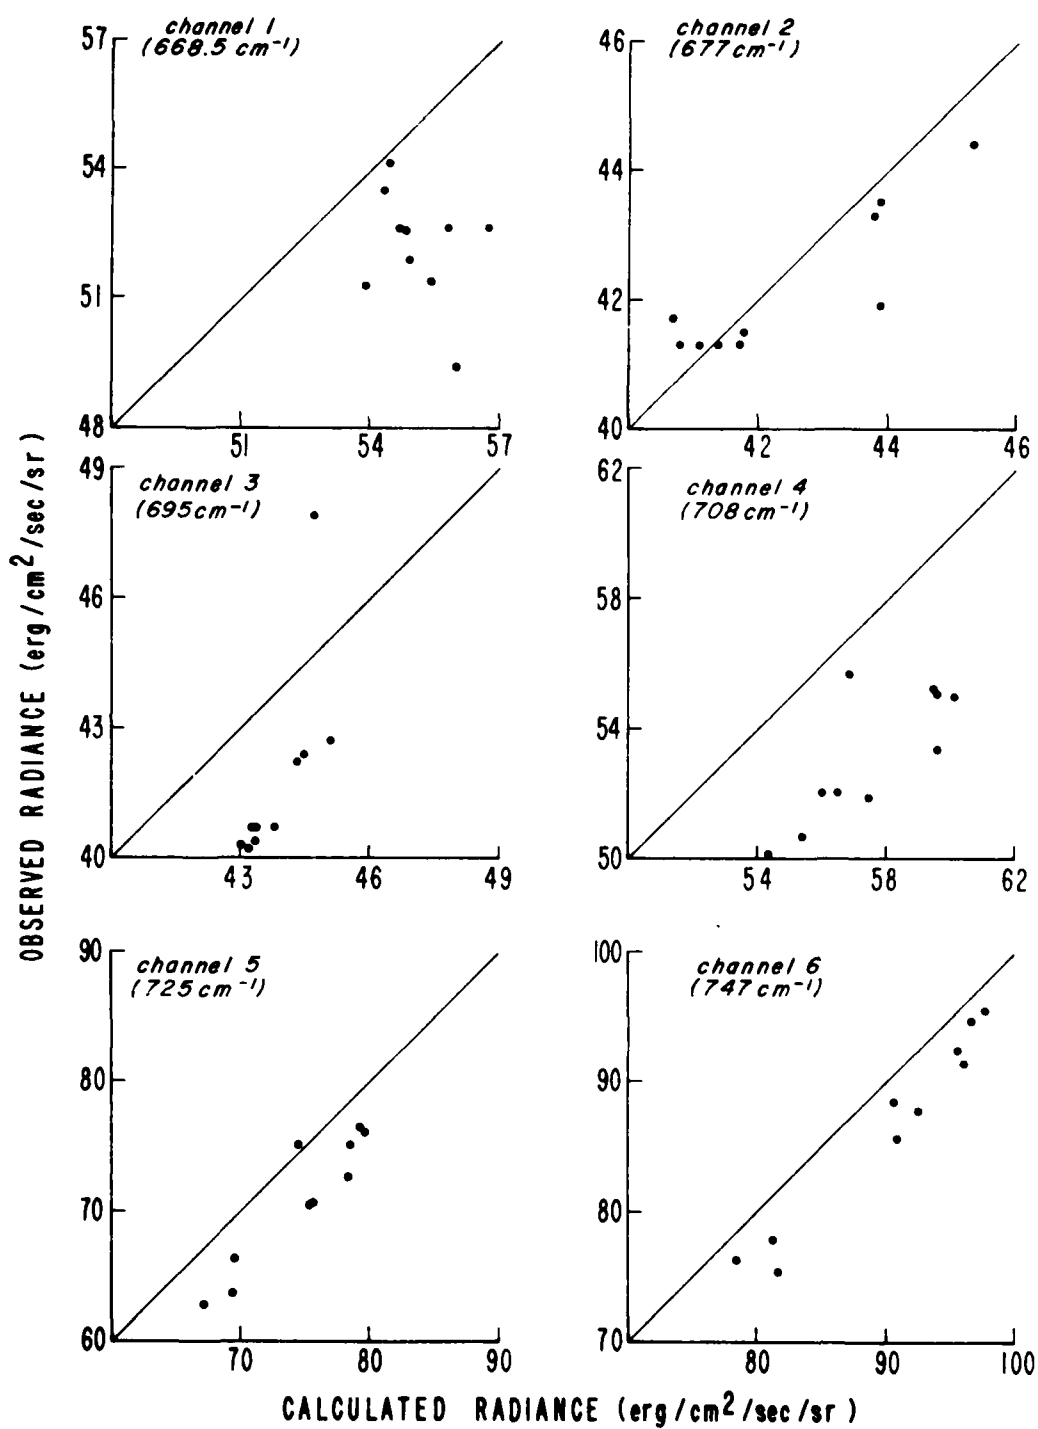 channel 1
(668.5 cm⁻¹)
57
54
51
48
51 54 57
channel 2
(677 cm⁻¹)
46
44
42
40
42 44 46
channel 3
(695 cm⁻¹)
49
46
43
40
43 46 49
channel 4
(708 cm⁻¹)
62
58
54
50
54 58 62
channel 5
(725 cm⁻¹)
90
80
70
60
70 80 90
channel 6
(747 cm⁻¹)
100
90
80
70
80 90 100
OBSERVED RADIANCE (erg/cm²/sec/sr)
CALCULATED RADIANCE (erg/cm²/sec/sr)